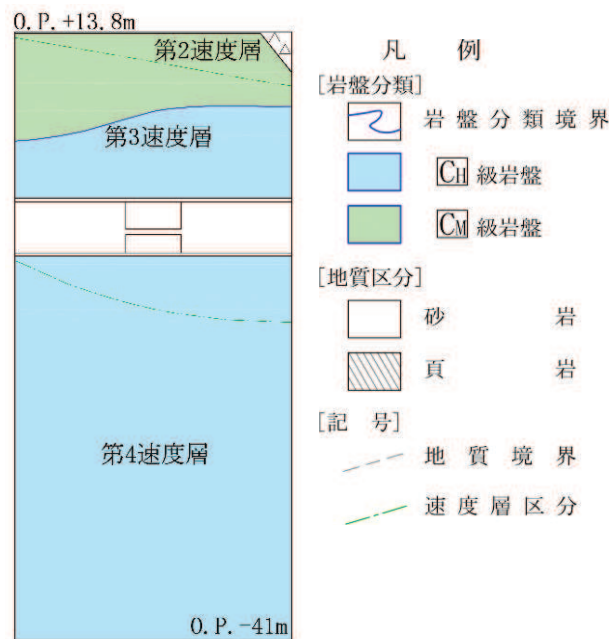 O.P.+13.8m
第2速度層
第3速度層
第4速度層
O.P.-41m
凡 例
[岩盤分類]
岩盤分類境界
CH 級岩盤
CM 級岩盤
[地質区分]
砂 岩
頁 岩
[記 号]
地質境界
速度層区分